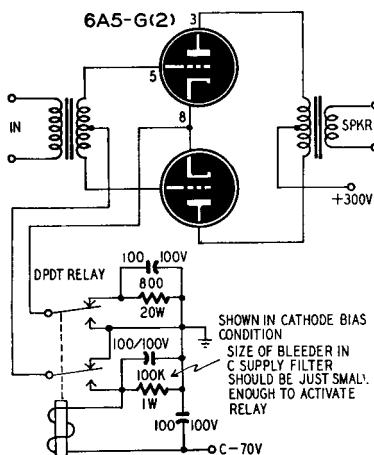 6A5-G(2)
3
5
8
IN
SPKR
+300V
DPDT RELAY
100 100V
800
20W
SHOWN IN CATHODE BIAS
CONDITION
100/100V
SIZE OF BLEEDER IN
C SUPPLY FILTER
SHOULD BE JUST SMALL
ENOUGH TO ACTIVATE
RELAY
100K
1W
100 100V
C-70V